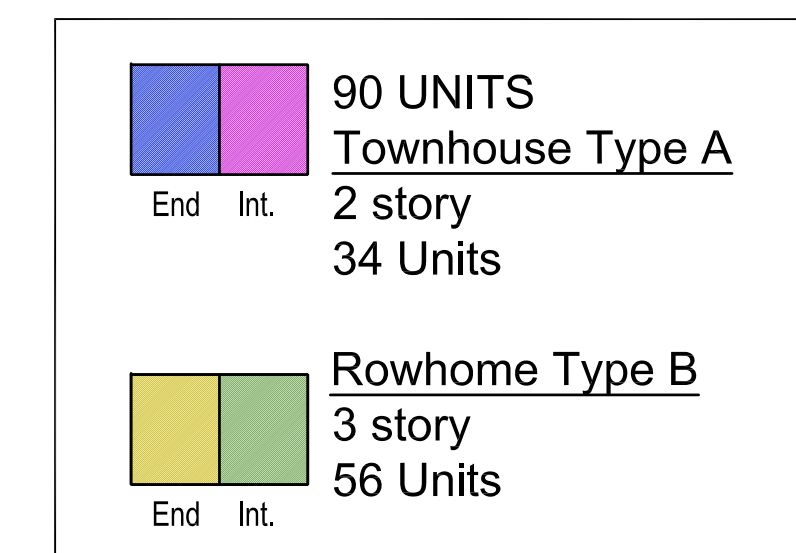 90 UNITS
Townhouse Type A
2 story
34 Units
End Int.
Rowhome Type B
3 story
56 Units
End Int.